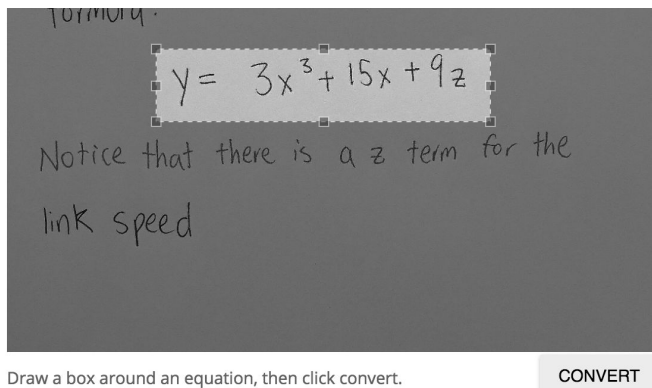 formula:
y = 3x³ + 15x + 9z
Notice that there is a z term for the
link speed
Draw a box around an equation, then click convert.
CONVERT